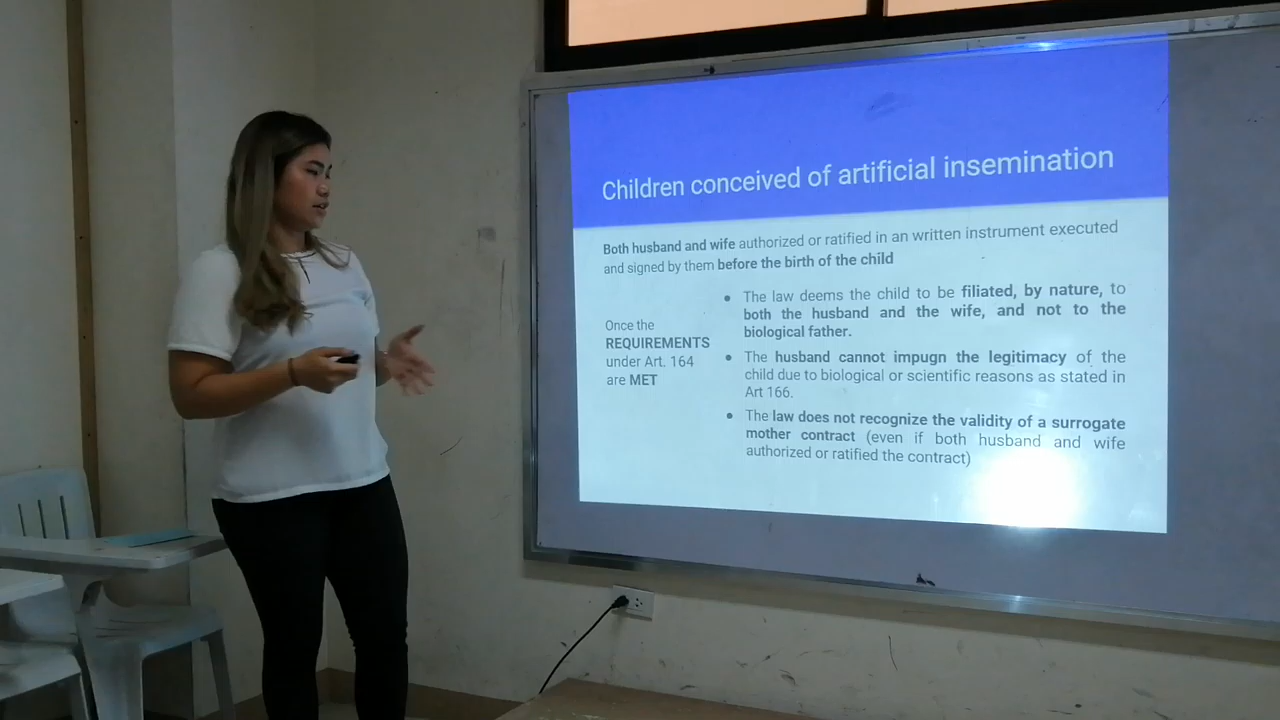 Children conceived of artificial insemination
Both husband and wife authorized or ratified in an written instrument executed
and signed by them before the birth of the child
Once the
REQUIREMENTS
under Art. 164
are MET
• The law deems the child to be filiated, by nature, to
both the husband and the wife, and not to the
biological father.
• The husband cannot impugn the legitimacy of the
child due to biological or scientific reasons as stated in
Art 166.
• The law does not recognize the validity of a surrogate
mother contract (even if both husband and wife
authorized or ratified the contract)